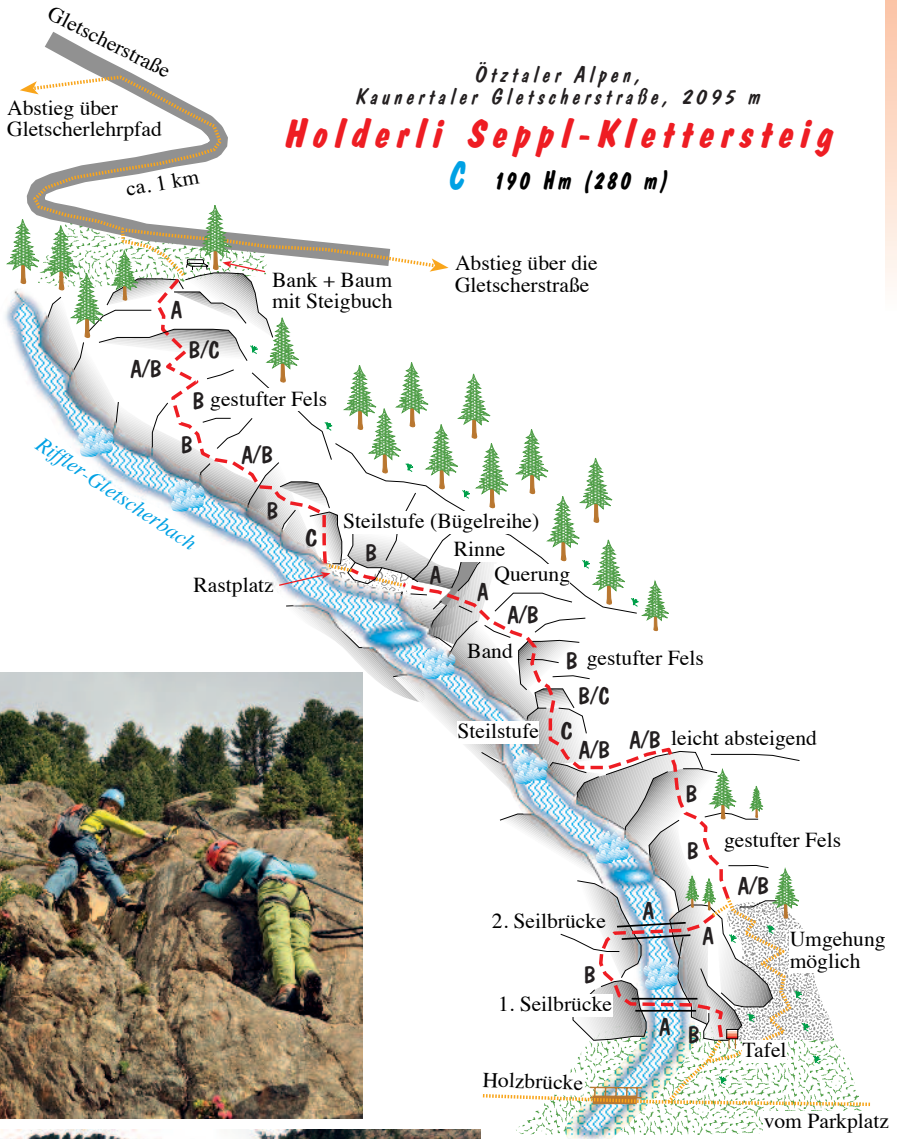 Ötztaler Alpen,
Kaunertaler Gletscherstraße, 2095 m
Holderli Seppl-Klettersteig
C 190 Hm (280 m)
Gletscherstraße
Abstieg über
Gletscherlehrpfad
ca. 1 km
Abstieg über die
Gletscherstraße
Bank + Baum
mit Steigbuch
A
B/C
A/B
B gestufter Fels
B
A/B
Riffler-Gletscherbach
B
Steilstufe (Bügelreihe)
C
B
Rinne
Rastplatz
A
A
Querung
A/B
Band
B gestufter Fels
B/C
Steilstufe
C
A/B
A/B leicht absteigend
B
gestufter Fels
B
A/B
A
2. Seilbrücke
A
Umgehung
möglich
B
1. Seilbrücke
A
B
Tafel
Holzbrücke
vom Parkplatz